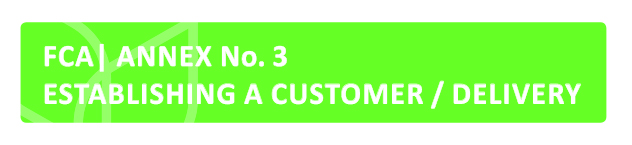 FCA| ANNEX No. 3
ESTABLISHING A CUSTOMER / DELIVERY